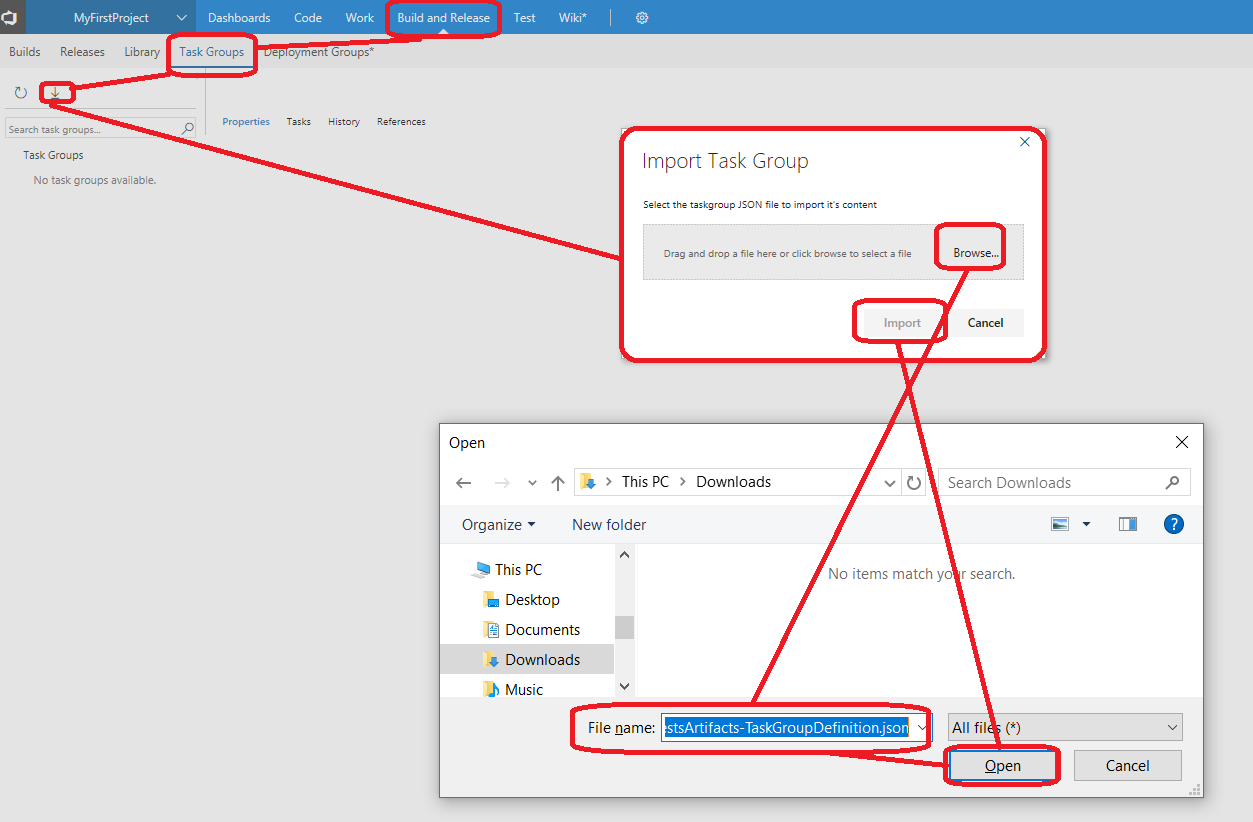 MyFirstProject Dashboards Code Work Build and Release Test Wiki*
Builds Releases Library Task Groups Deployment Groups*
Search task groups...
Properties Tasks History References
Task Groups
No task groups available.
Import Task Group
Select the taskgroup JSON file to import it's content
Drag and drop a file here or click browse to select a file Browse...
Import Cancel
Open
This PC Downloads Search Downloads
Organize New folder ?
This PC
No items match your search.
Desktop
Documents
Downloads
Music
File name: stsArtifacts-TaskGroupDefinition.json All files (*)
Open Cancel